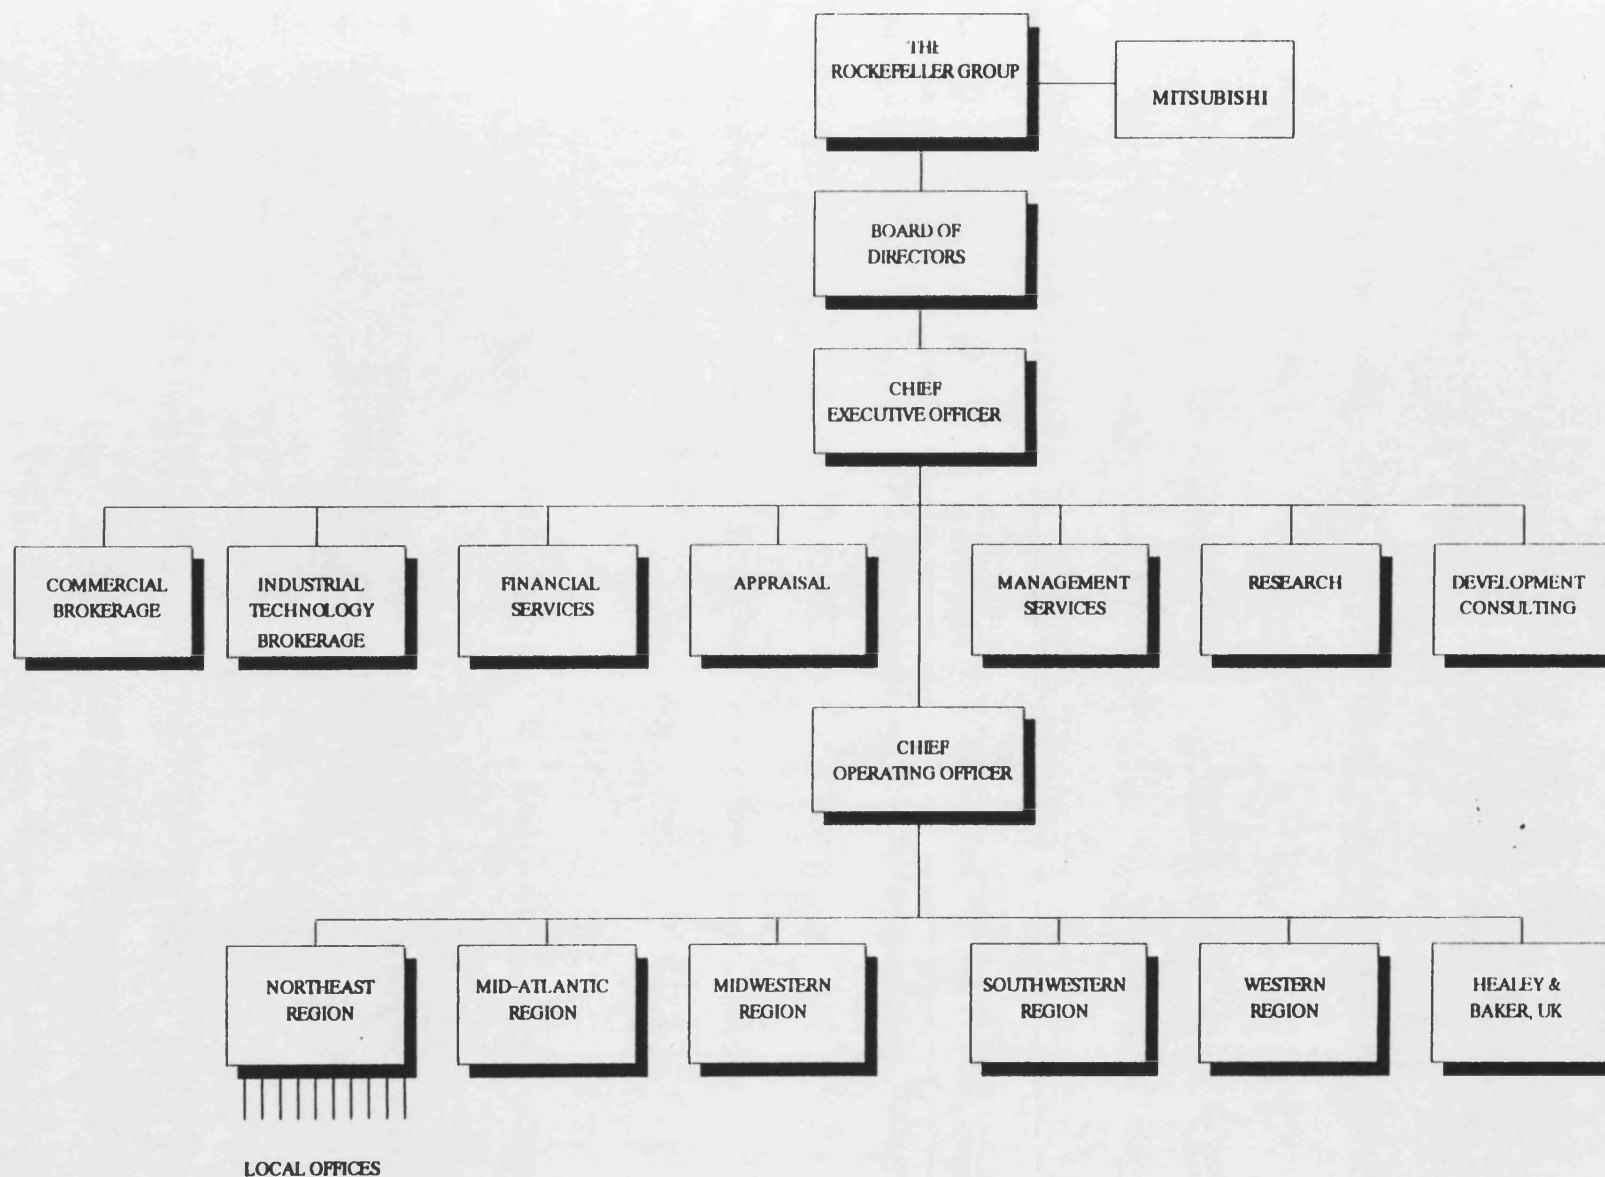 THE
ROCKEFELLER GROUP
MITSUBISHI
BOARD OF
DIRECTORS
CHIEF
EXECUTIVE OFFICER
COMMERCIAL
BROKERAGE
INDUSTRIAL
TECHNOLOGY
BROKERAGE
FINANCIAL
SERVICES
APPRAISAL
MANAGEMENT
SERVICES
RESEARCH
DEVELOPMENT
CONSULTING
CHIEF
OPERATING OFFICER
NORTHEAST
REGION
MID-ATLANTIC
REGION
MIDWESTERN
REGION
SOUTHWESTERN
REGION
WESTERN
REGION
HEALEY &
BAKER, UK
LOCAL OFFICES